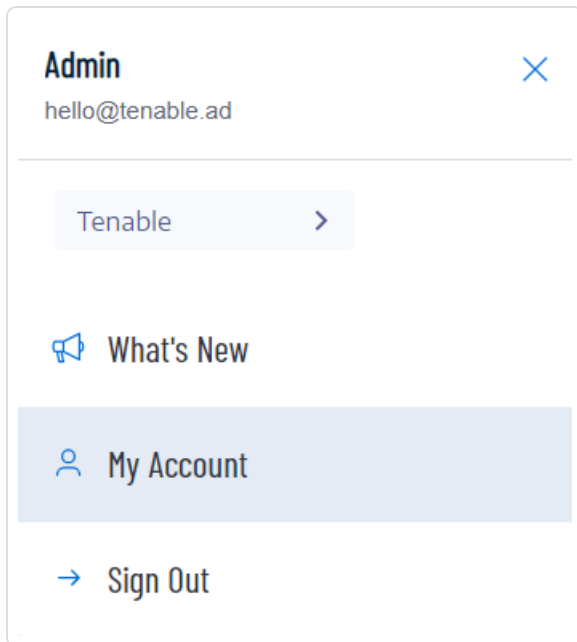 Admin
hello@tenable.ad
Tenable
What's New
My Account
Sign Out